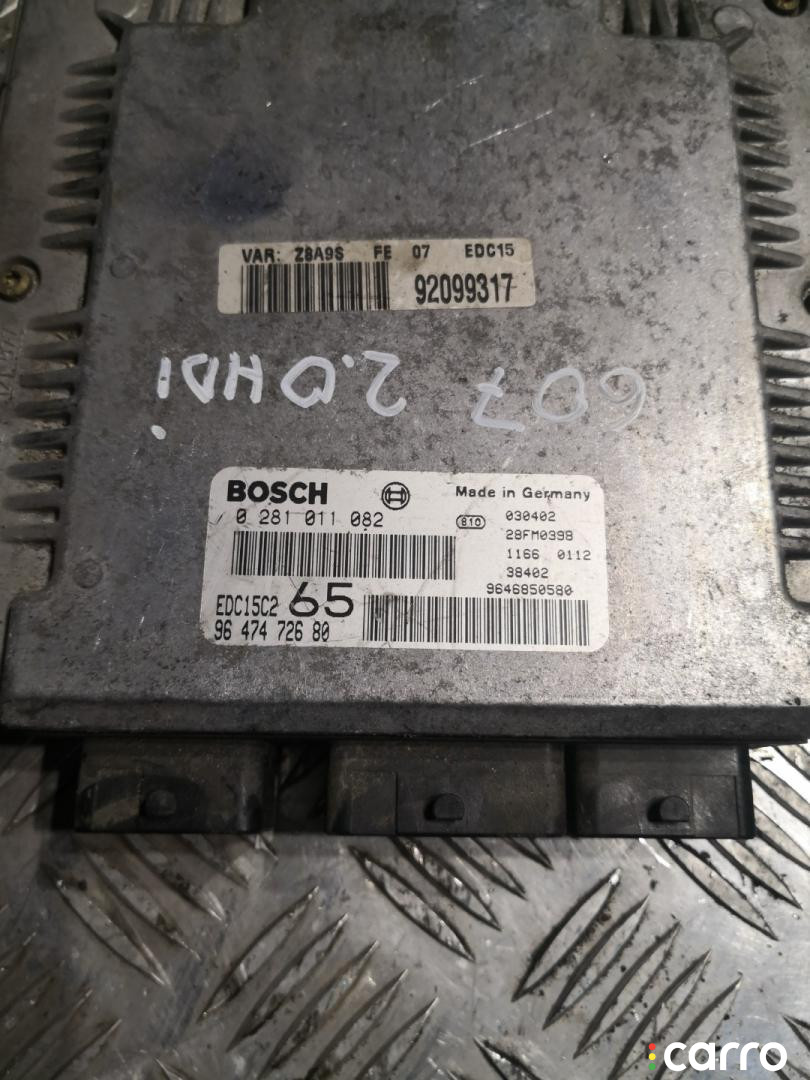 VAR: Z8A9S FE 07 EDC15
92099317
607 2.0HDi
BOSCH Made in Germany
0 281 011 082 810 030402
28FM0398
1166 0112
38402
9646850580
EDC15C2 65
96 474 726 80
carro